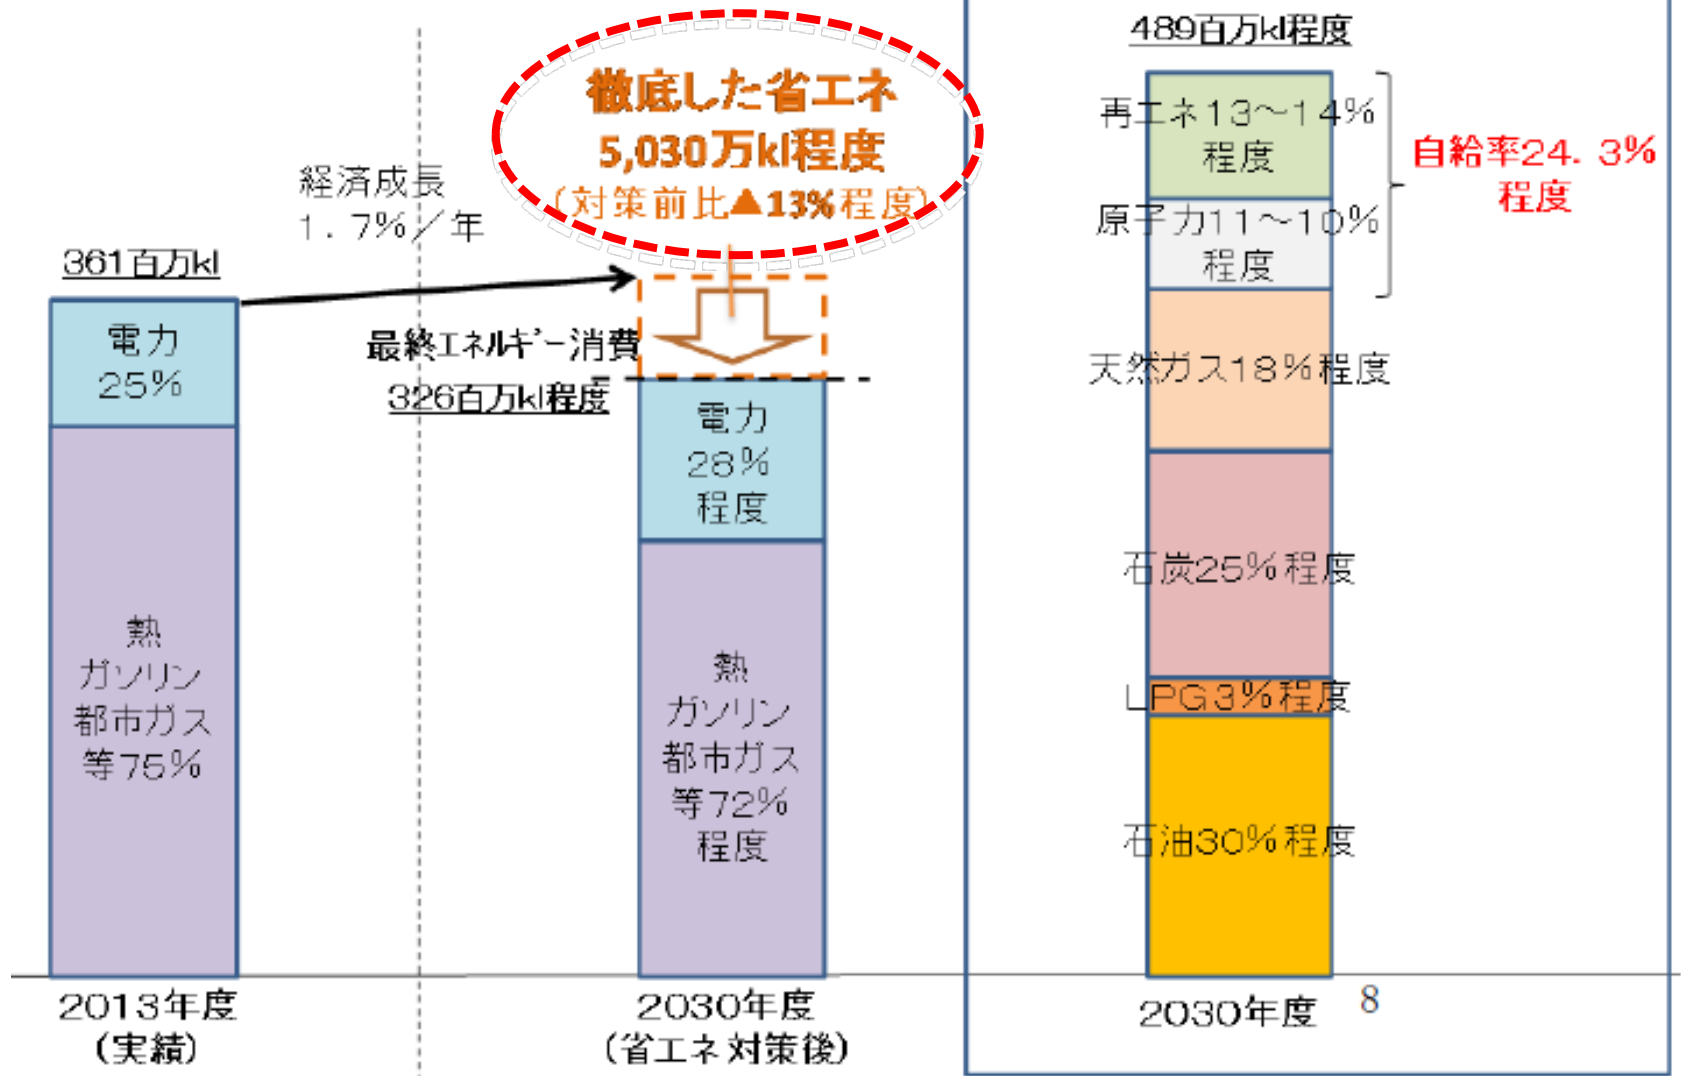 361百万kl
電力
25%
熱
ガソリン
都市ガス
等75%
2013年度
(実績)
経済成長
1.7%/年
徹底した省エネ
5,030万kl程度
(対策前比▲13%程度)
最終エネルギー消費
326百万kl程度
電力
28%
程度
熱
ガソリン
都市ガス
等72%
程度
2030年度
(省エネ対策後)
489百万kl程度
再エネ13~14%
程度
原子力11~10%
程度
自給率24.3%
程度
天然ガス18%程度
石炭25%程度
LPG3%程度
石油30%程度
2030年度
8